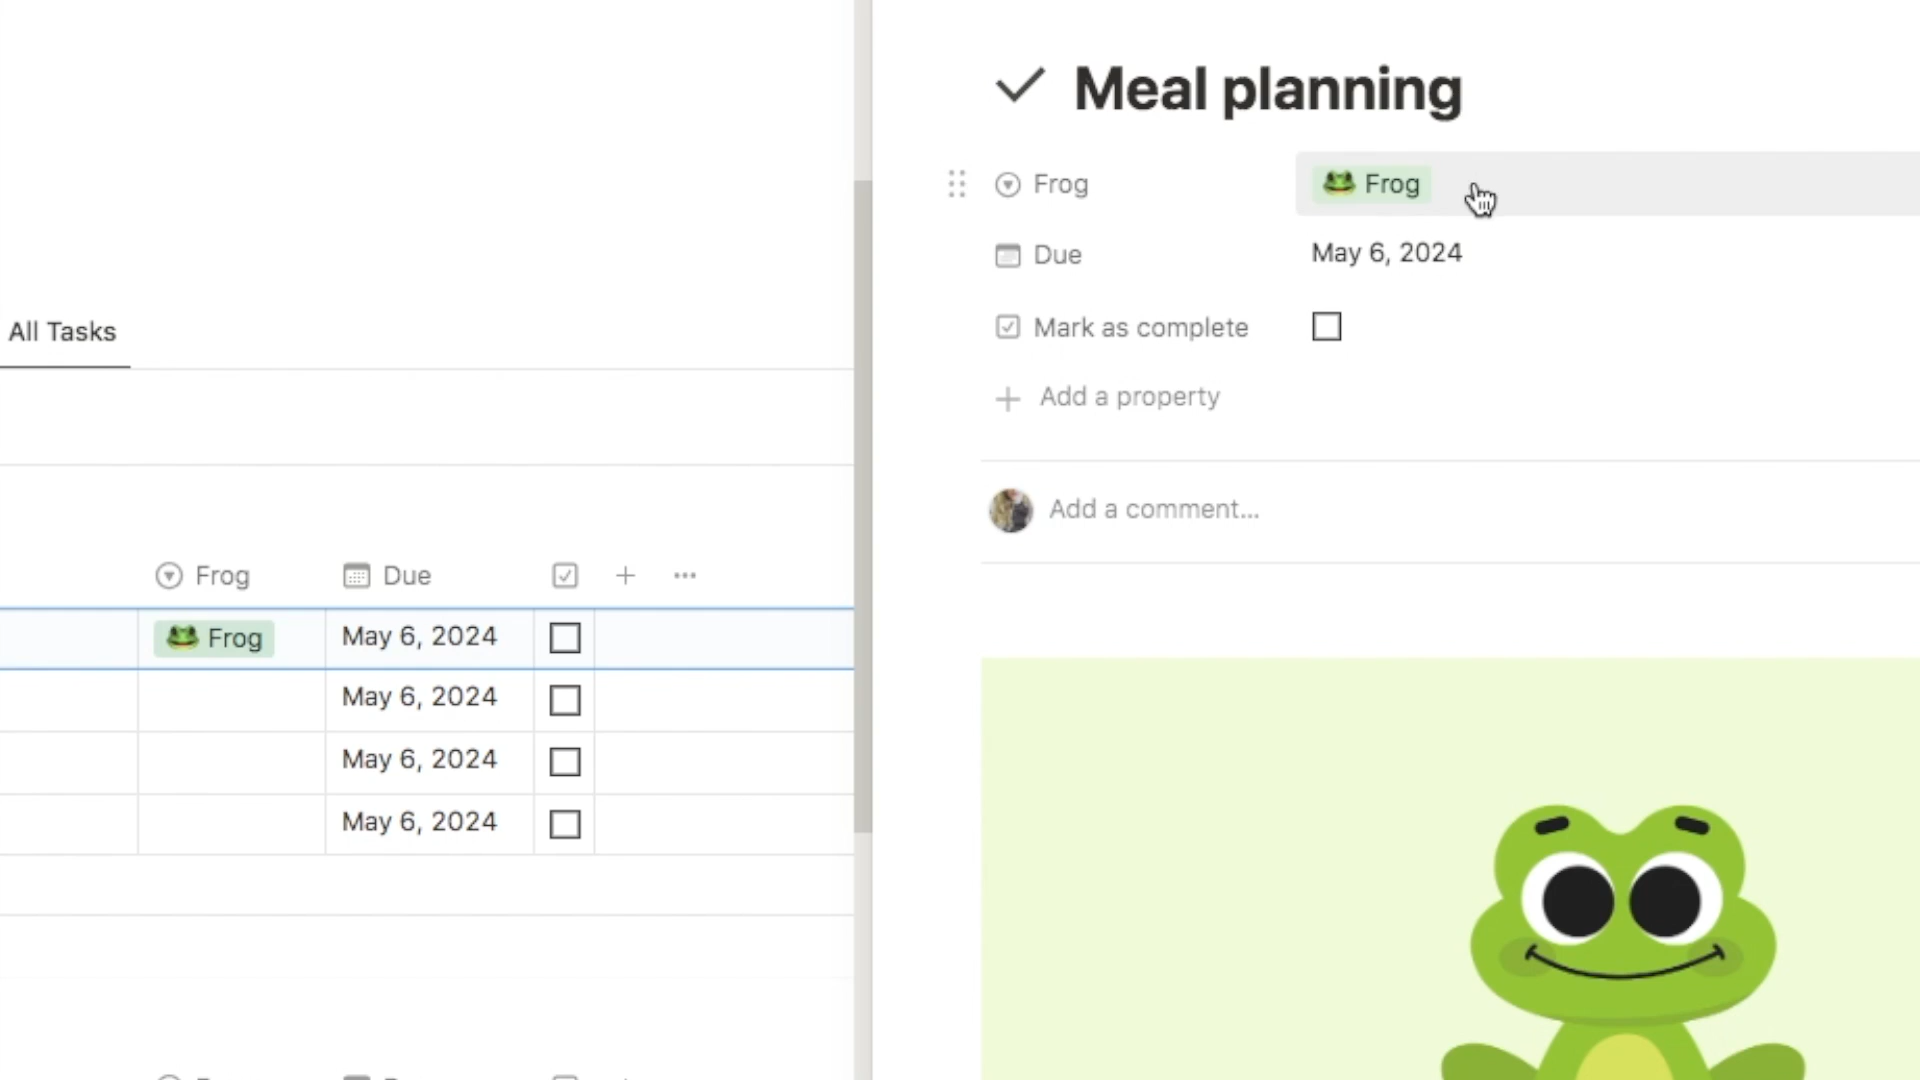 All Tasks
Frog
Due
Frog
May 6, 2024
May 6, 2024
May 6, 2024
May 6, 2024
Meal planning
Frog
Frog
Due
May 6, 2024
Mark as complete
Add a property
Add a comment...